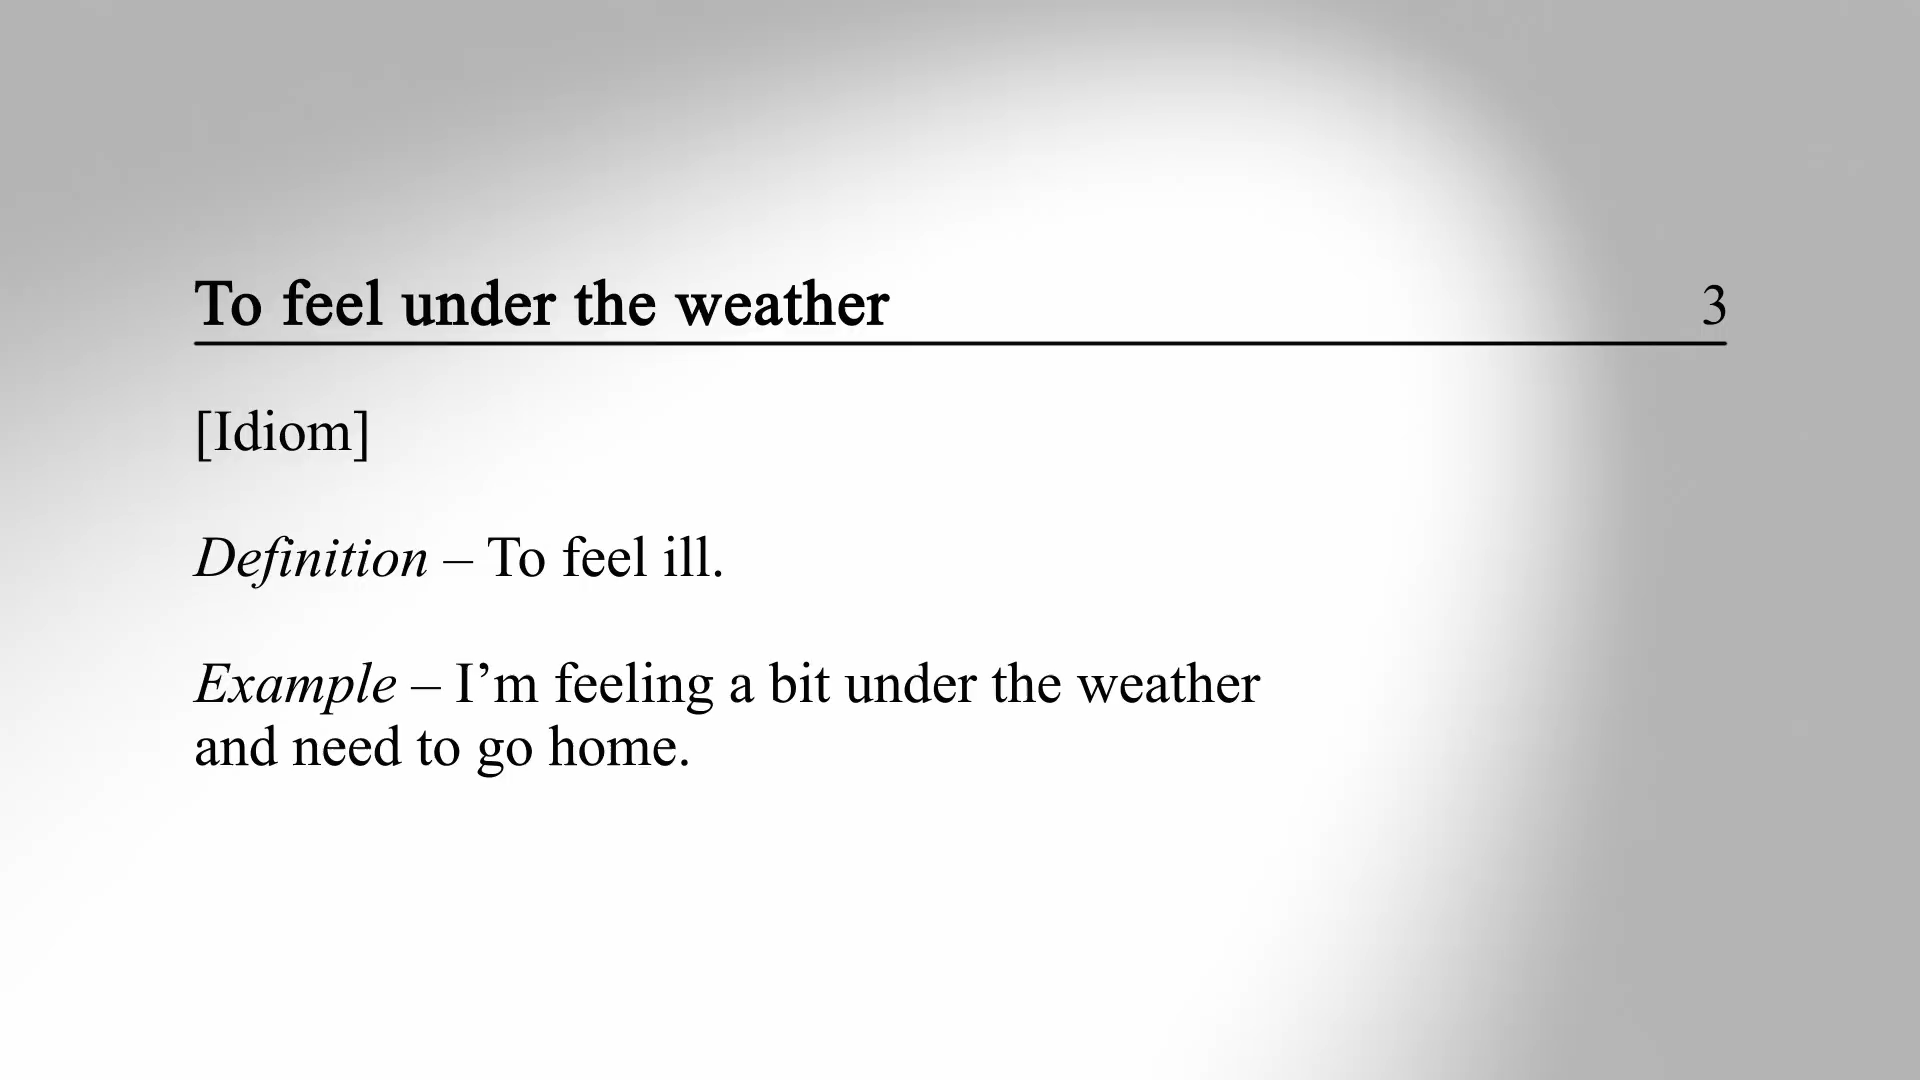 To feel under the weather 3
[Idiom]
Definition – To feel ill.
Example – I’m feeling a bit under the weather
and need to go home.